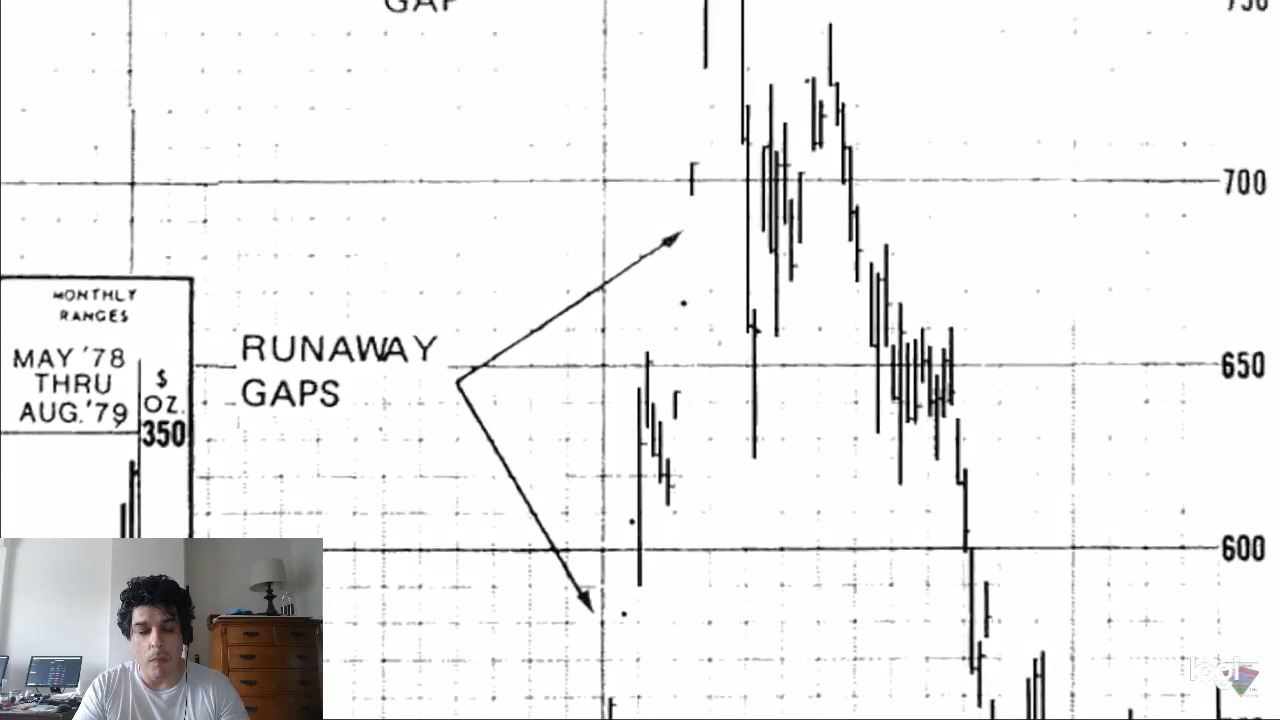 GAP
750
700
MONTHLY
RANGES
RUNAWAY
GAPS
650
MAY '78
THRU
AUG.'79
$
OZ.
350
600